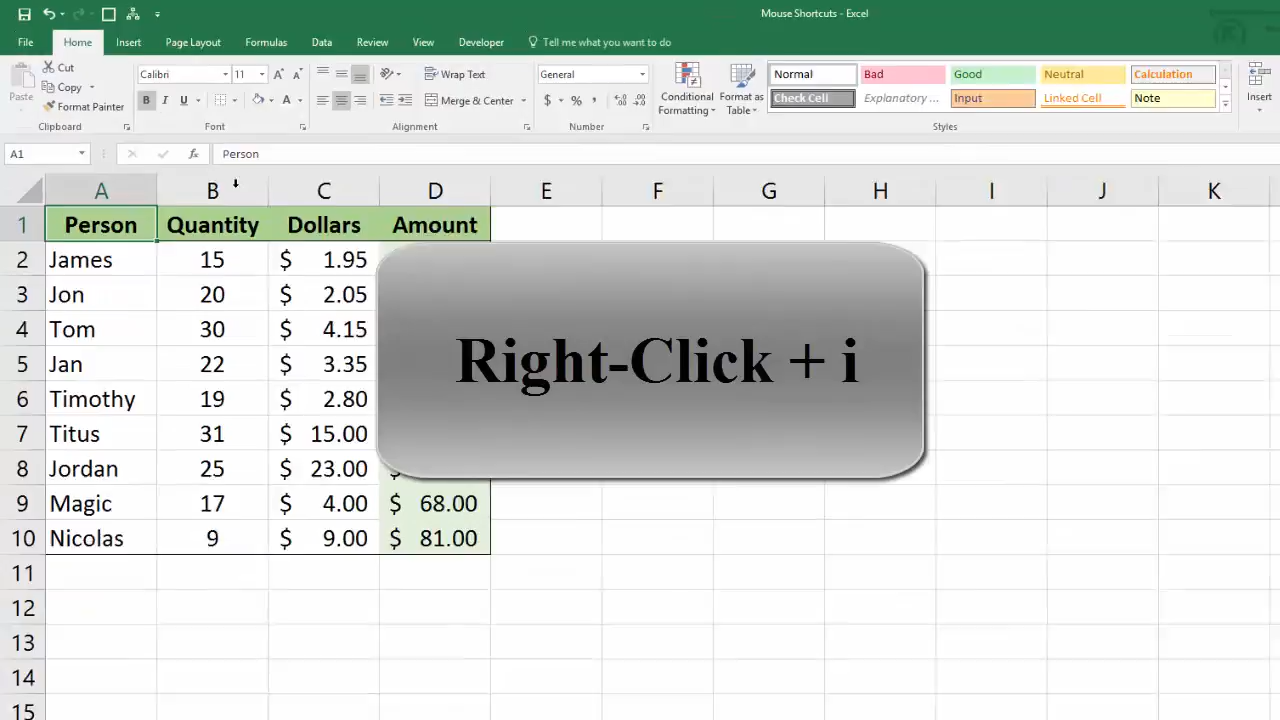 Mouse Shortcuts - Excel
File Home Insert Page Layout Formulas Data Review View Developer Tell me what you want to do
Paste
Cut
Copy
Format Painter
Clipboard
Calibri 11 A A
B I U A
Font
Wrap Text
Merge & Center
Alignment
General
$ % , .0 .00 .00 .0
Number
Conditional Formatting
Format as Table
Normal Bad Good Neutral Calculation
Check Cell Explanatory ... Input Linked Cell Note
Styles
Insert
A1 fx Person
A B C D E F G H I J K
1 Person Quantity Dollars Amount
2 James 15 $ 1.95
3 Jon 20 $ 2.05
4 Tom 30 $ 4.15
5 Jan 22 $ 3.35
6 Timothy 19 $ 2.80
7 Titus 31 $ 15.00
8 Jordan 25 $ 23.00 $
9 Magic 17 $ 4.00 $ 68.00
10 Nicolas 9 $ 9.00 $ 81.00
11
12
13
14
15
Right-Click + i